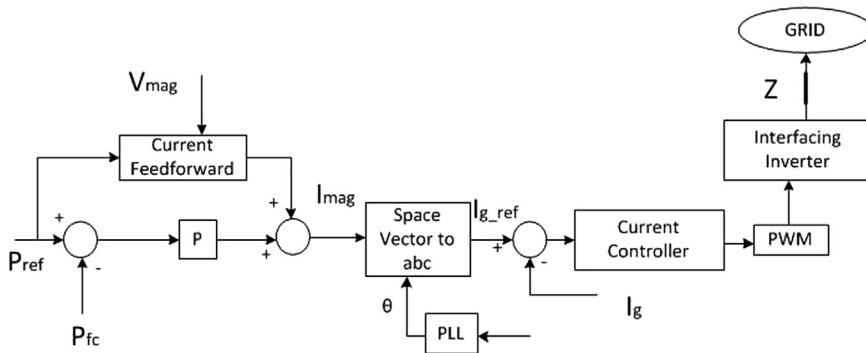 GRID
Vmag
Z
Current
Feedforward
Interfacing
Inverter
+
Imag
+
P
+
Space
Vector to
abc
Ig_ref
+
-
Current
Controller
PWM
Pref
-
Pfc
θ
PLL
Ig